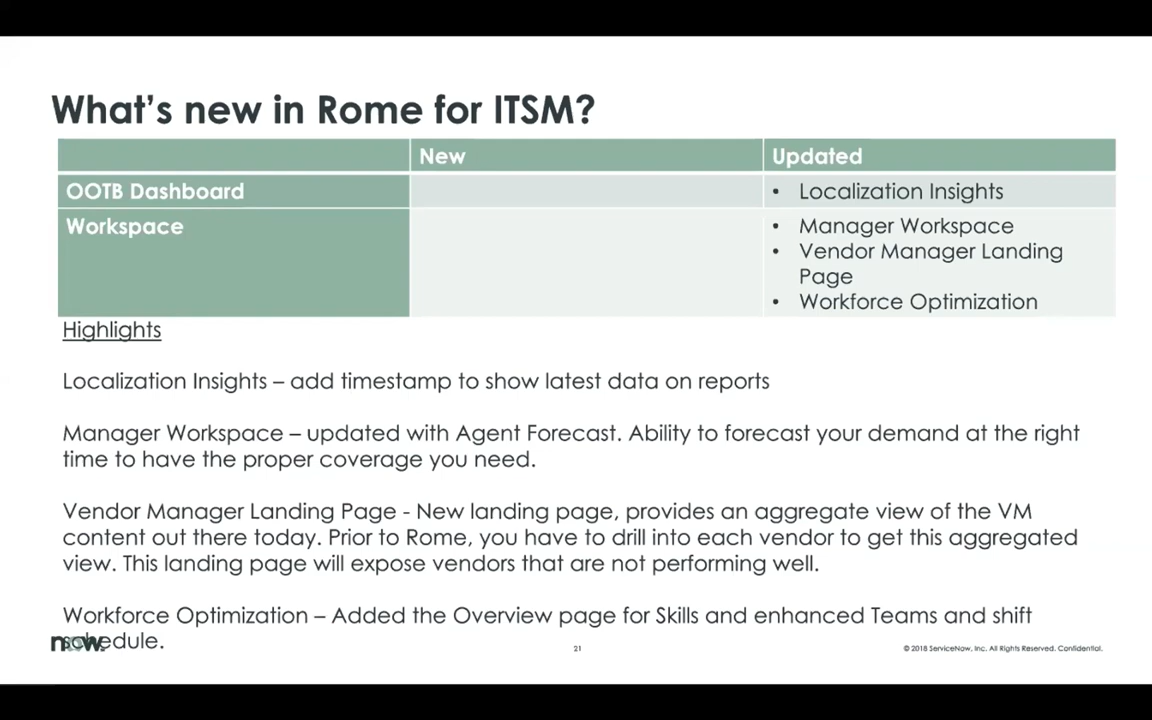 What's new in Rome for ITSM?
New
Updated
OOTB Dashboard
• Localization Insights
Workspace
• Manager Workspace
• Vendor Manager Landing
Page
• Workforce Optimization
Highlights
Localization Insights – add timestamp to show latest data on reports
Manager Workspace – updated with Agent Forecast. Ability to forecast your demand at the right
time to have the proper coverage you need.
Vendor Manager Landing Page - New landing page, provides an aggregate view of the VM
content out there today. Prior to Rome, you have to drill into each vendor to get this aggregated
view. This landing page will expose vendors that are not performing well.
Workforce Optimization – Added the Overview page for Skills and enhanced Teams and shift
schedule.
now.
21
© 2018 ServiceNow, Inc. All Rights Reserved. Confidential.